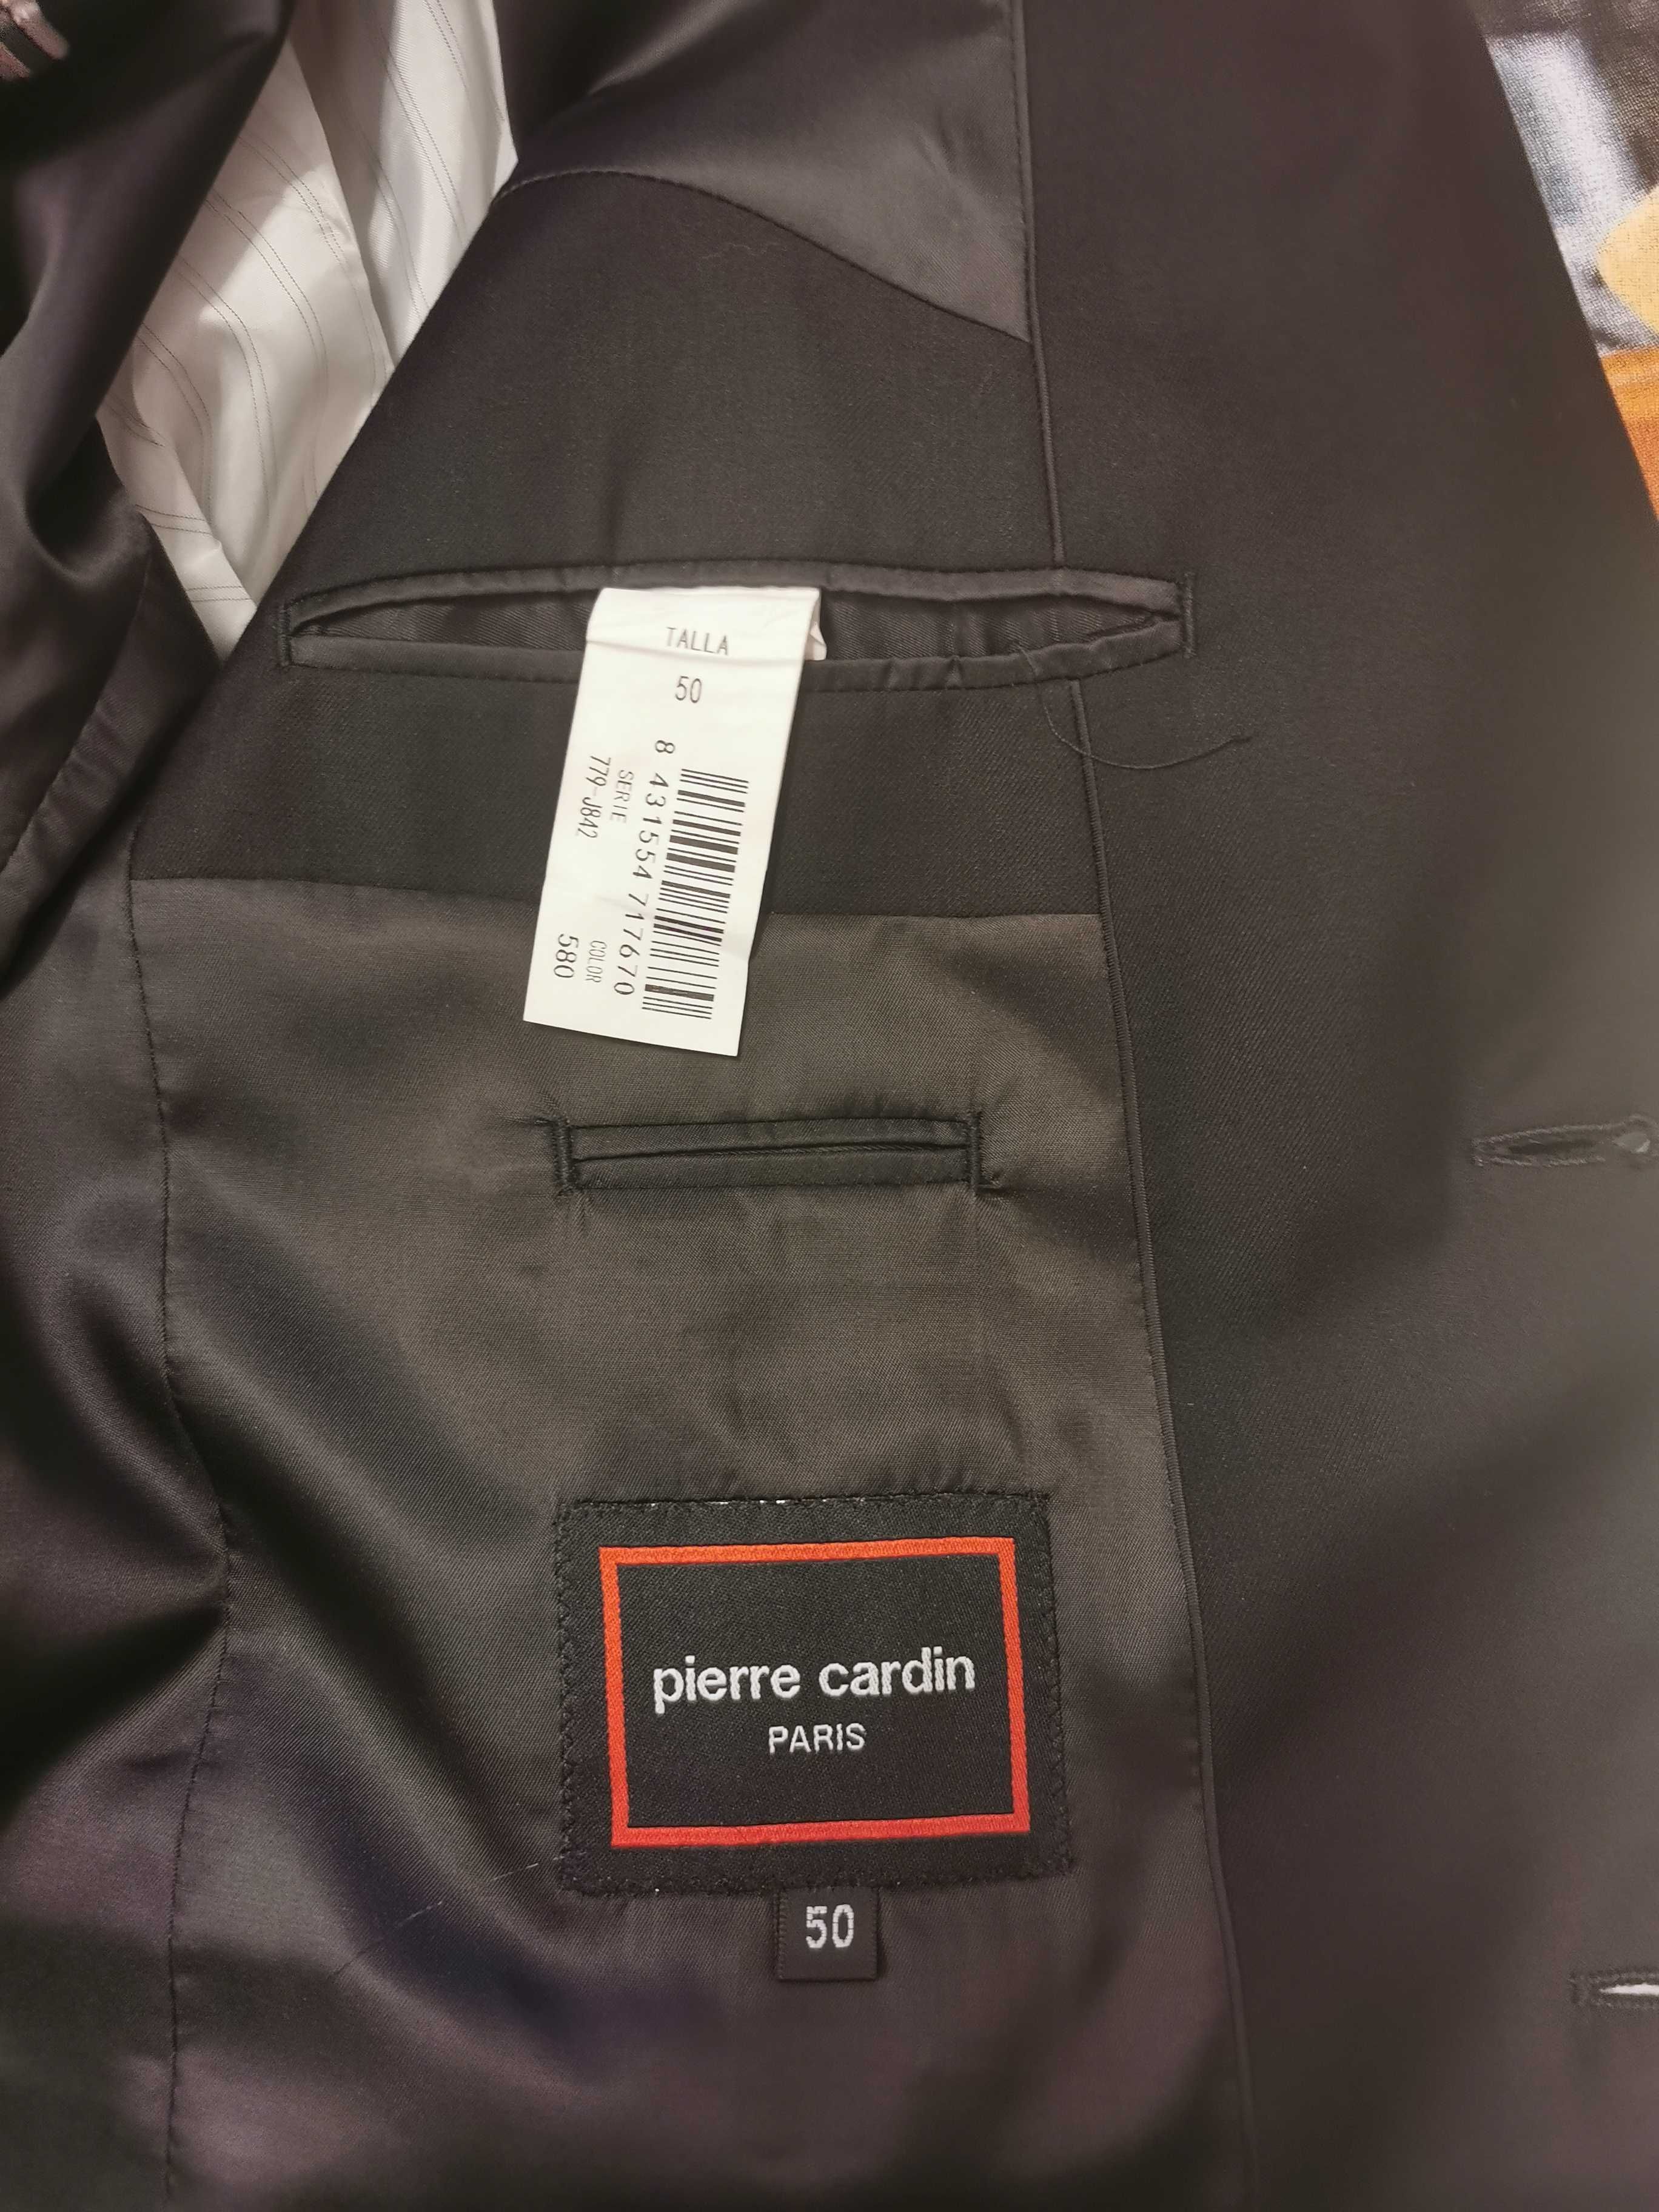 TALLA
50
8 431554 717670
SERIE
779-J842
COLOR
580
pierre cardin
PARIS
50